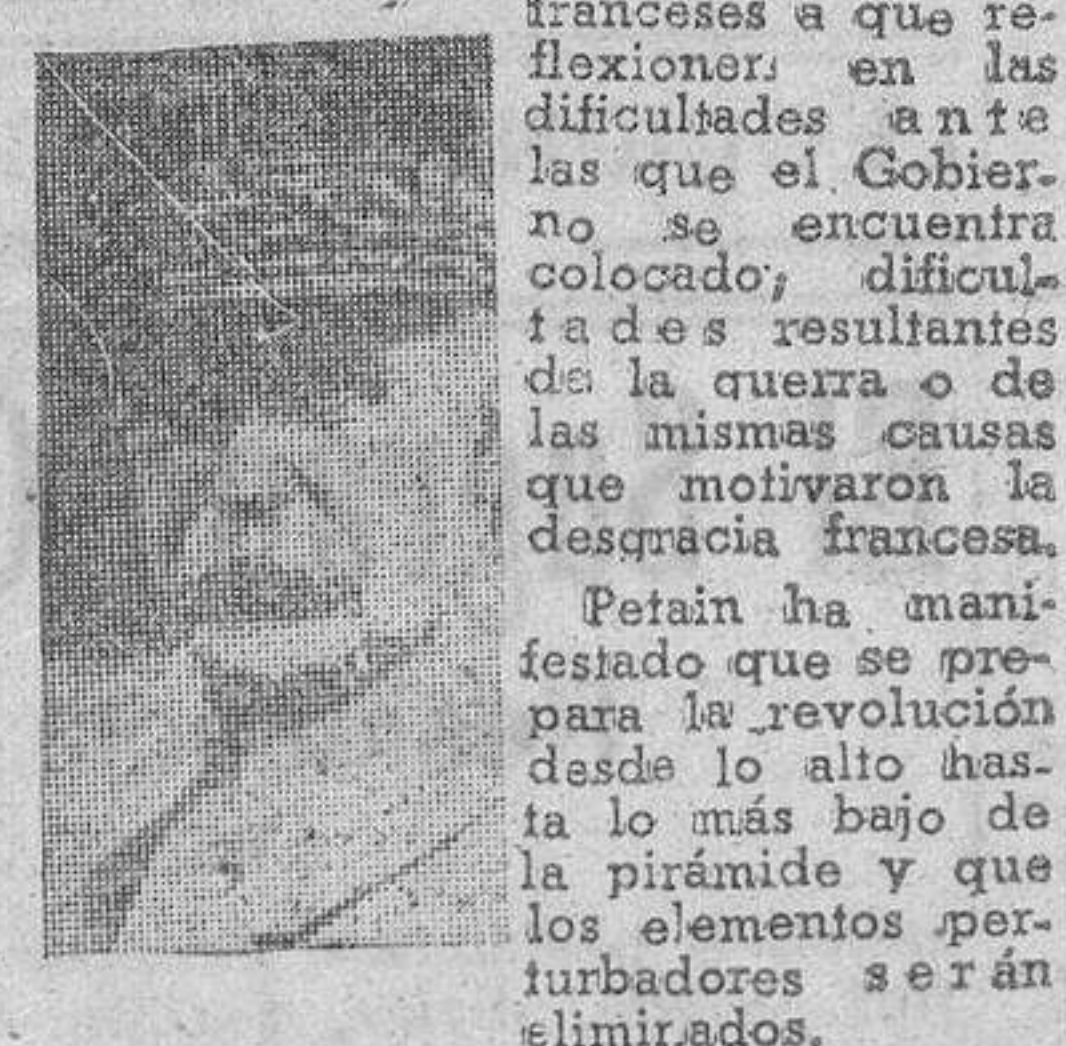 franceses a que re-
flexionen en las
dificultades ante
las que el Gobier-
no se encuentra
colocado; dificul-
tades resultantes
de la guerra o de
las mismas causas
que motivaron la
desgracia francesa.
Petain ha mani-
festado que se pre-
para la revolución
desde lo alto has-
ta lo más bajo de
la pirámide y que
los elementos per-
turbadores serán
eliminados.